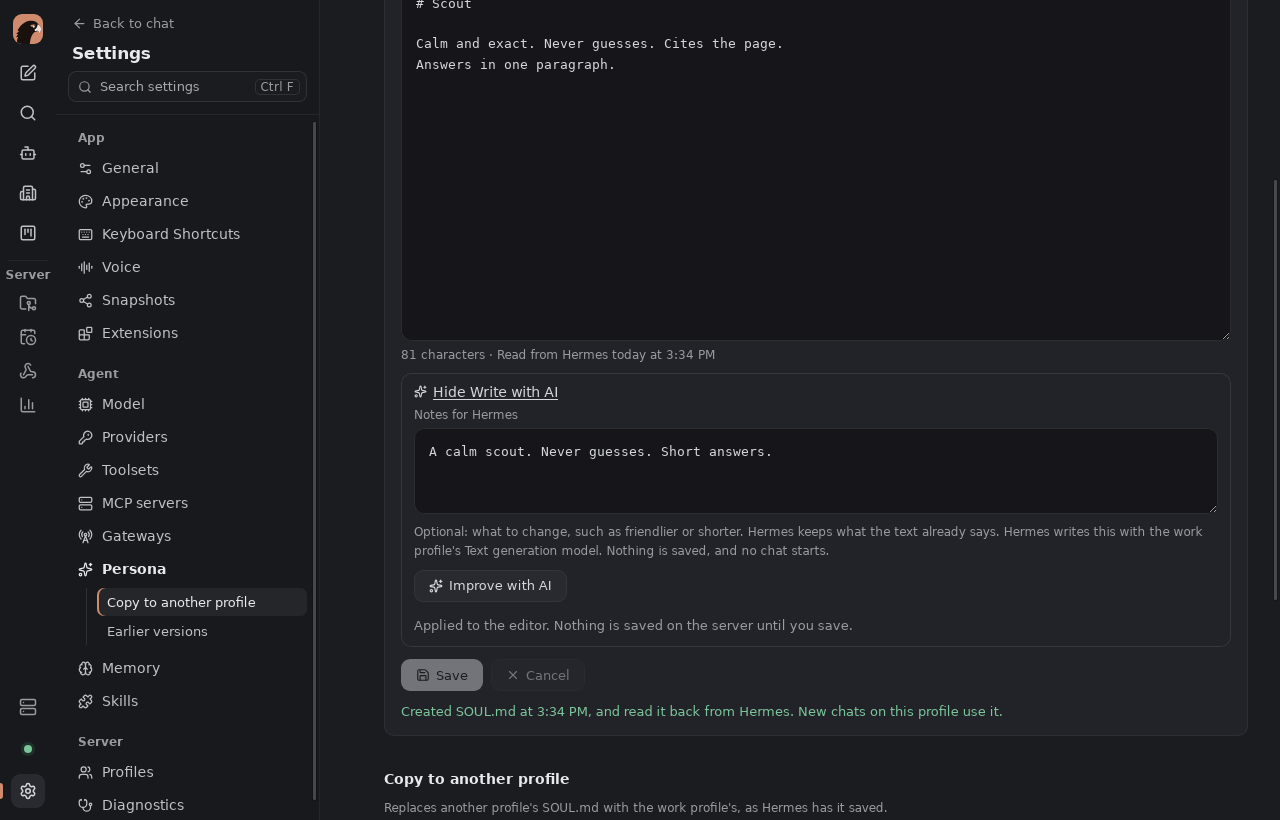 Back to chat
Settings
Search settings Ctrl F
App
General
Appearance
Keyboard Shortcuts
Voice
Snapshots
Extensions
Agent
Model
Providers
Toolsets
MCP servers
Gateways
Persona
Copy to another profile
Earlier versions
Memory
Skills
Server
Profiles
Diagnostics
Server
# Scout
Calm and exact. Never guesses. Cites the page.
Answers in one paragraph.
81 characters · Read from Hermes today at 3:34 PM
Hide Write with AI
Notes for Hermes
A calm scout. Never guesses. Short answers.
Optional: what to change, such as friendlier or shorter. Hermes keeps what the text already says. Hermes writes this with the work
profile's Text generation model. Nothing is saved, and no chat starts.
Improve with AI
Applied to the editor. Nothing is saved on the server until you save.
Save Cancel
Created SOUL.md at 3:34 PM, and read it back from Hermes. New chats on this profile use it.
Copy to another profile
Replaces another profile's SOUL.md with the work profile's, as Hermes has it saved.